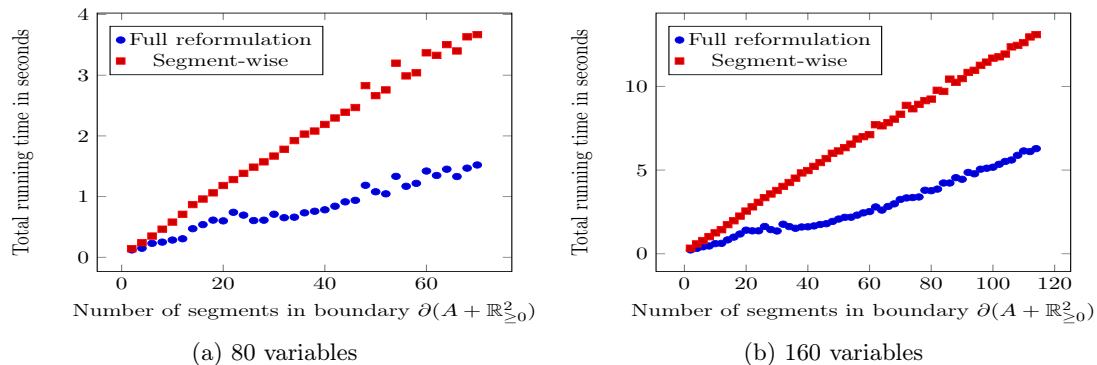 Total running time in seconds
4
3
2
1
0
Full reformulation
Segment-wise
0 20 40 60
Number of segments in boundary ∂(A + ℝ²≥0)
(a) 80 variables
Total running time in seconds
10
5
0
Full reformulation
Segment-wise
0 20 40 60 80 100 120
Number of segments in boundary ∂(A + ℝ²≥0)
(b) 160 variables